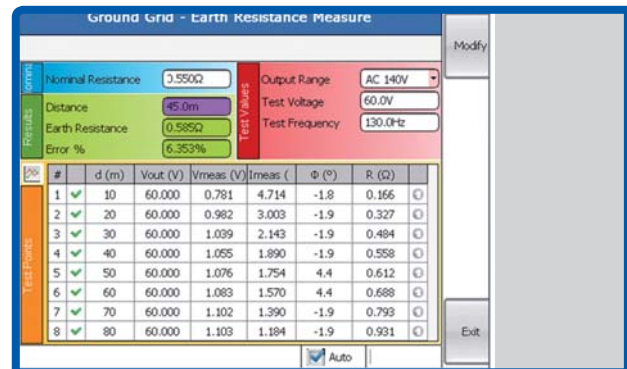 Ground Grid - Earth Resistance Measure
Modify
Nominal Resistance 0.550Ω
Output Range AC 140V
Results
Distance 45.0m
Test Values
Test Voltage 60.0V
Earth Resistance 0.585Ω
Test Frequency 130.0Hz
Error % 6.353%
# d (m) Vout (V) Vmeas (V) Imeas ( Φ (º) R (Ω)
Test Points
1 10 60.000 0.781 4.714 -1.8 0.166
2 20 60.000 0.982 3.003 -1.9 0.327
3 30 60.000 1.039 2.143 -1.9 0.484
4 40 60.000 1.055 1.890 -1.9 0.558
5 50 60.000 1.076 1.754 4.4 0.612
6 60 60.000 1.083 1.570 4.4 0.688
7 70 60.000 1.102 1.390 -1.9 0.793
8 80 60.000 1.103 1.184 -1.9 0.931
Exit
Auto